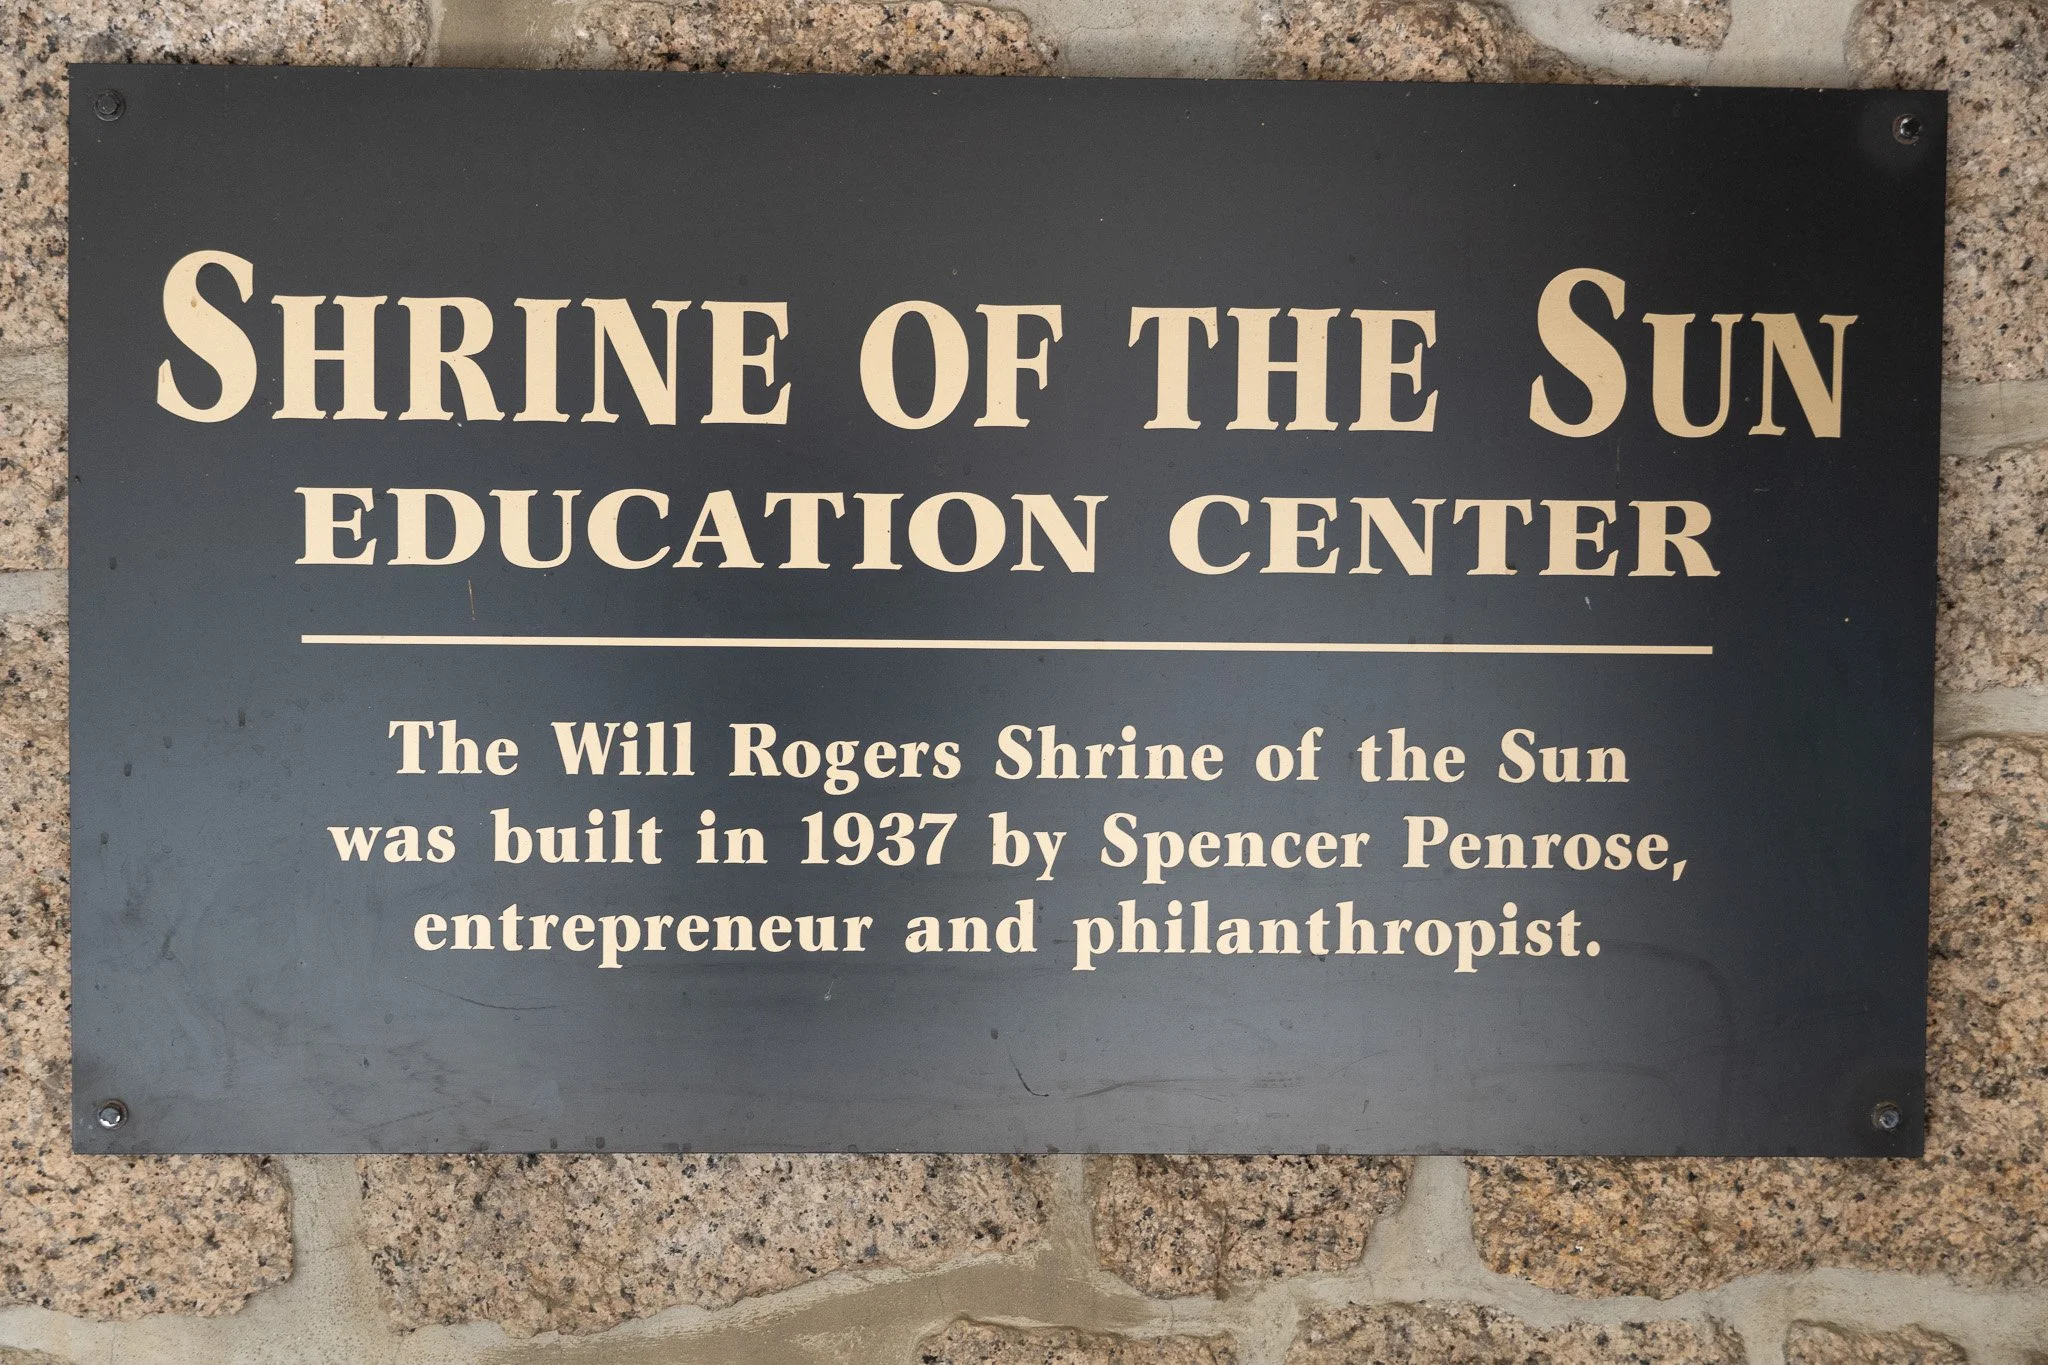 SHRINE OF THE SUN
EDUCATION CENTER
The Will Rogers Shrine of the Sun
was built in 1937 by Spencer Penrose,
entrepreneur and philanthropist.